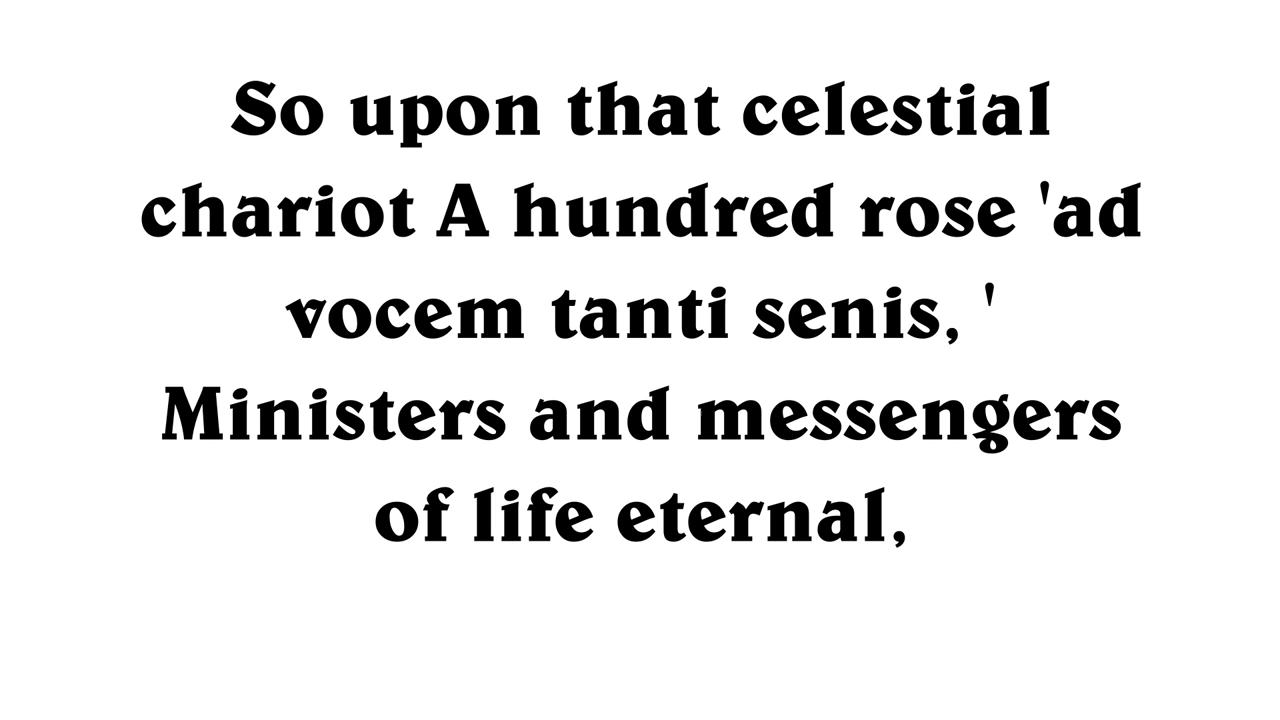 So upon that celestial
chariot A hundred rose 'ad
vocem tanti senis, '
Ministers and messengers
of life eternal,